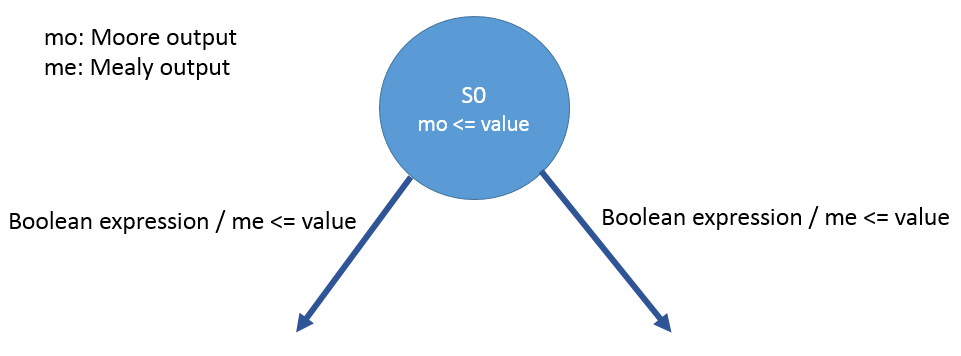 mo: Moore output
me: Mealy output
S0
mo <= value
Boolean expression / me <= value
Boolean expression / me <= value